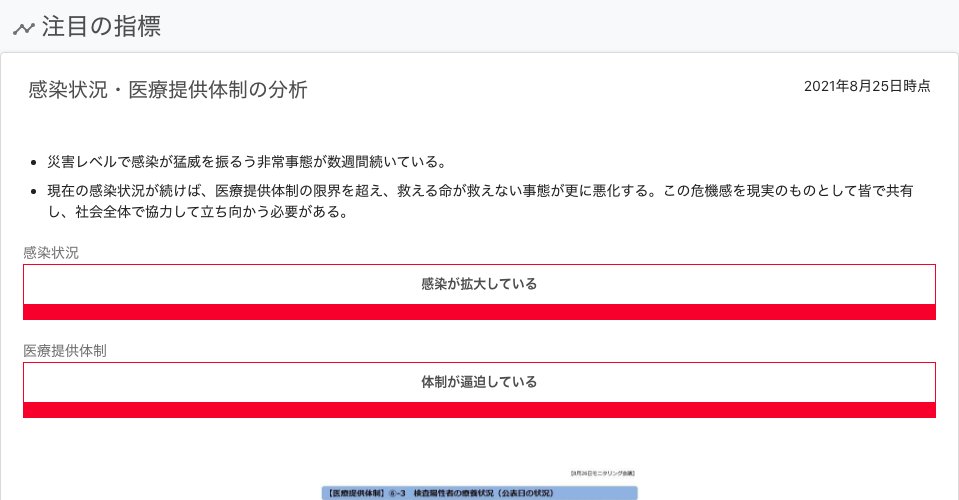 注目の指標
感染状況・医療提供体制の分析
2021年8月25日時点
災害レベルで感染が猛威を振るう非常事態が数週間続いている。
現在の感染状況が続けば、医療提供体制の限界を超え、救える命が救えない事態が更に悪化する。この危機感を現実のものとして皆で共有
し、社会全体で協力して立ち向かう必要がある。
感染状況
感染が拡大している
医療提供体制
体制が逼迫している
【医療提供体制】⑥-3 検査陽性者の療養状況（公表日の状況）